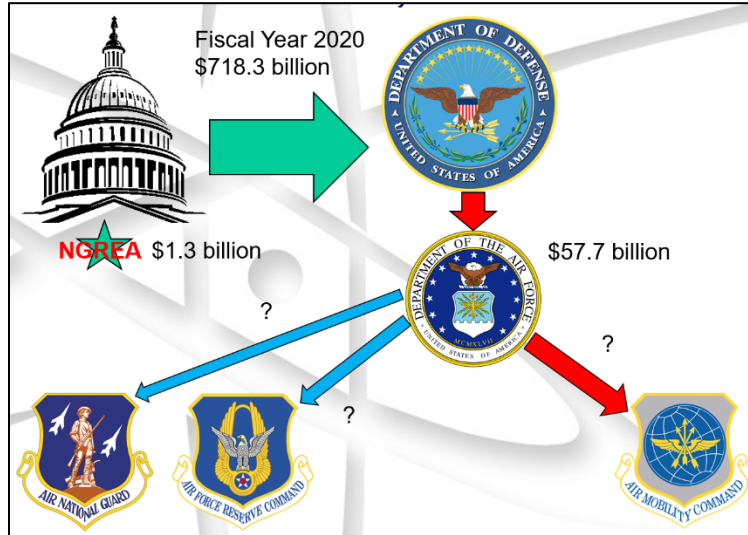 Fiscal Year 2020
$718.3 billion
DEPARTMENT OF DEFENSE
UNITED STATES OF AMERICA
NGREA $1.3 billion
$57.7 billion
DEPARTMENT OF THE AIR FORCE
MCMXLVII
UNITED STATES OF AMERICA
?
?
?
AIR NATIONAL GUARD
AIR FORCE RESERVE COMMAND
AIR MOBILITY COMMAND